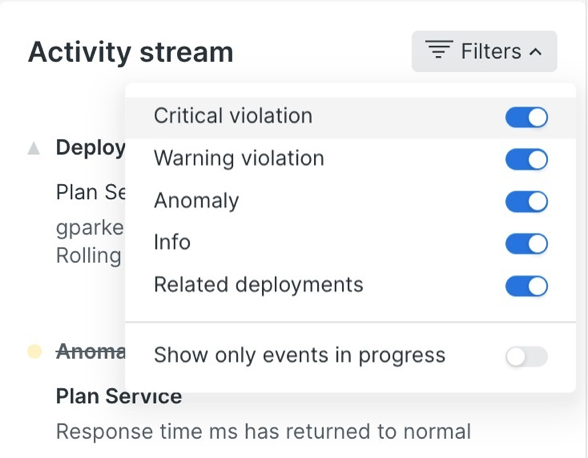 Activity stream
Filters
Critical violation
Deploy
Warning violation
Plan Se
Anomaly
gparke
Info
Rolling
Related deployments
Anoma
Show only events in progress
Plan Service
Response time ms has returned to normal